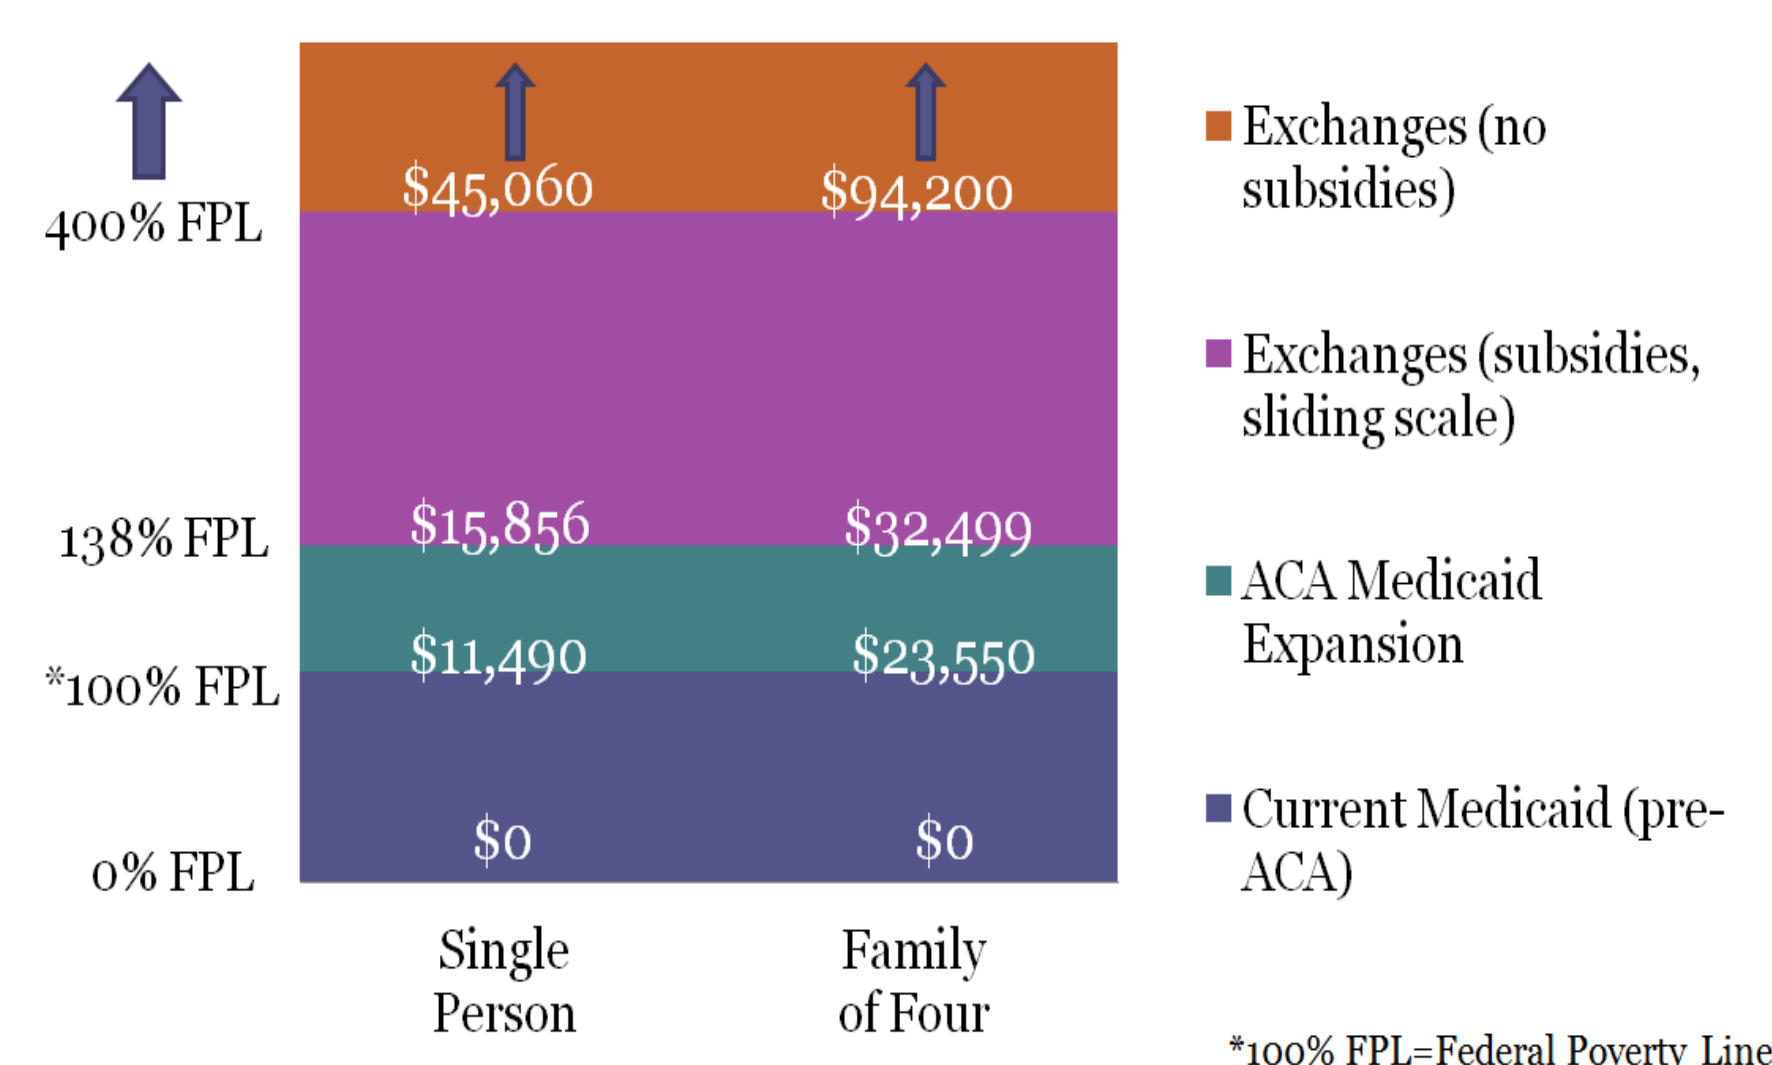 400% FPL
138% FPL
*100% FPL
0% FPL
$45,060
$94,200
$15,856
$32,499
$11,490
$23,550
$0
$0
Single
Person
Family
of Four
Exchanges (no
subsidies)
Exchanges (subsidies,
sliding scale)
ACA Medicaid
Expansion
Current Medicaid (pre-
ACA)
*100% FPL=Federal Poverty Line